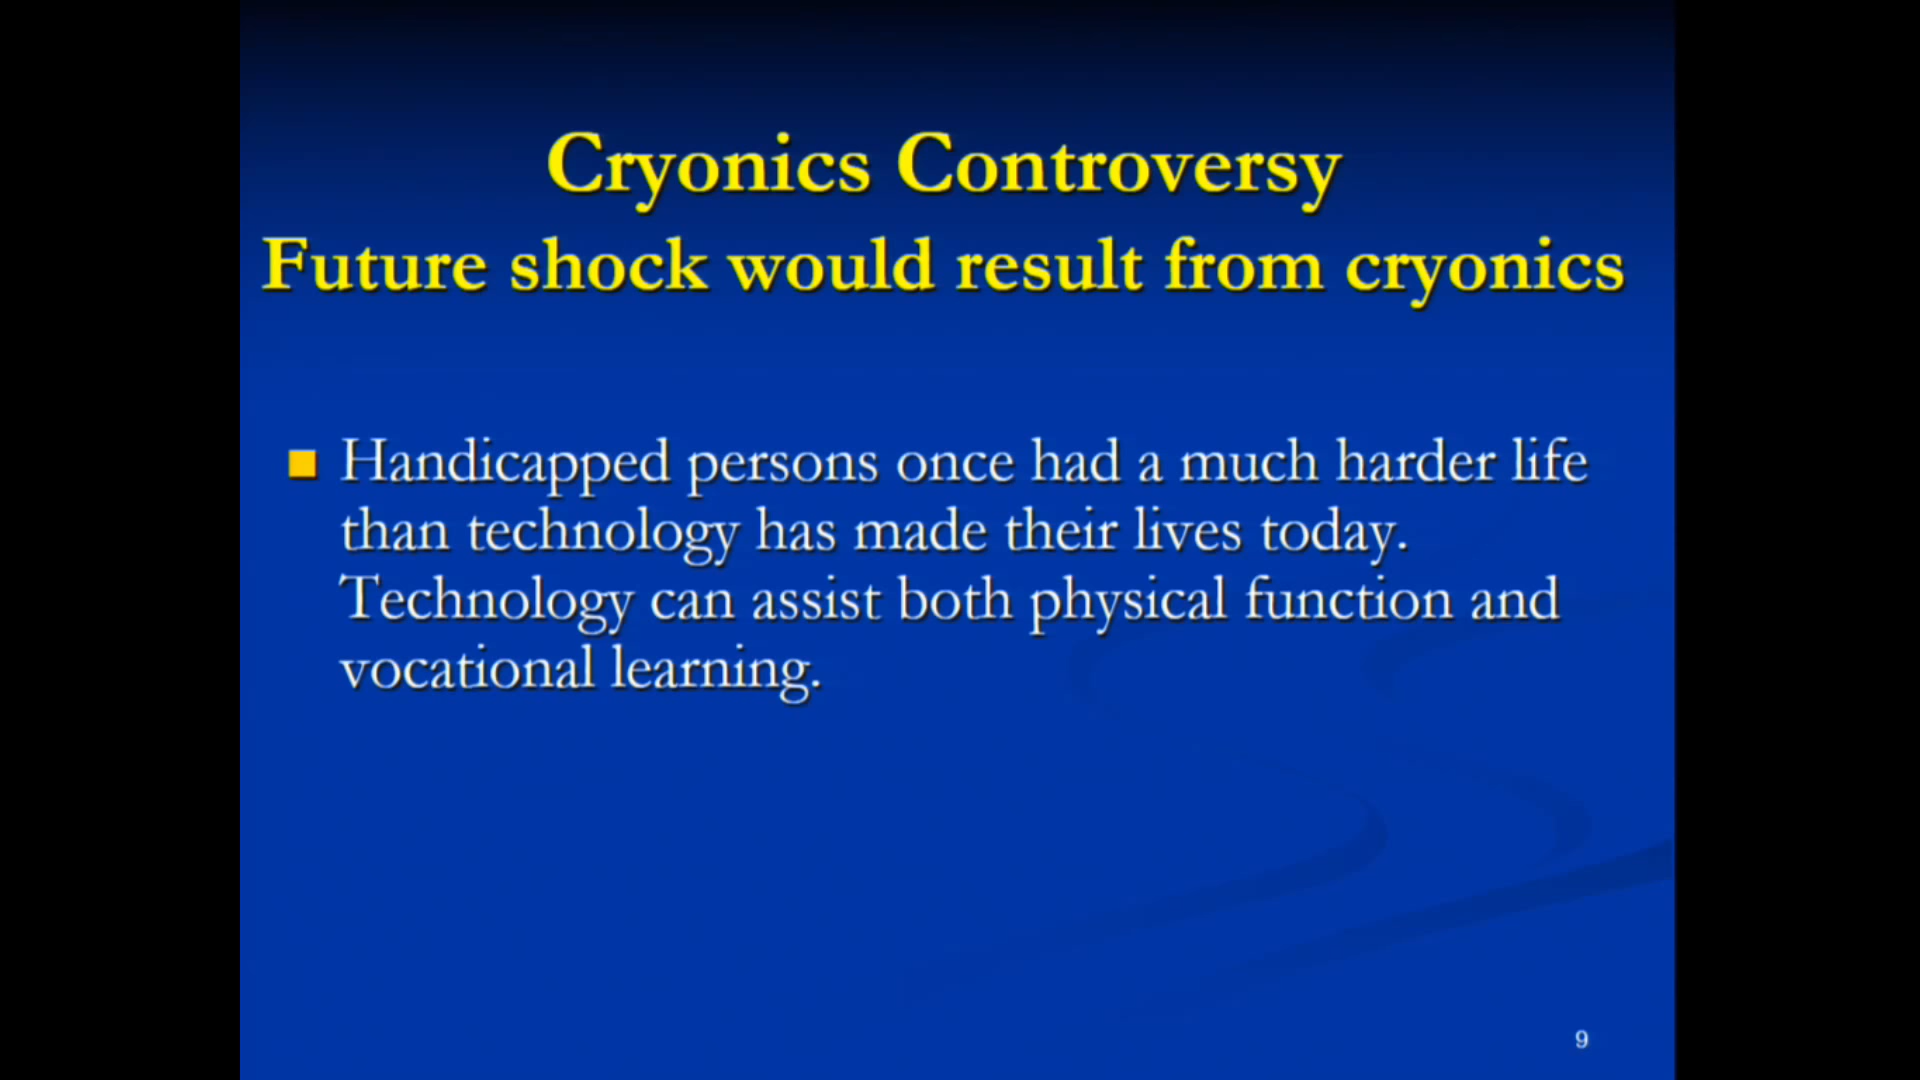 Cryonics Controversy
Future shock would result from cryonics
Handicapped persons once had a much harder life
than technology has made their lives today.
Technology can assist both physical function and
vocational learning.
9